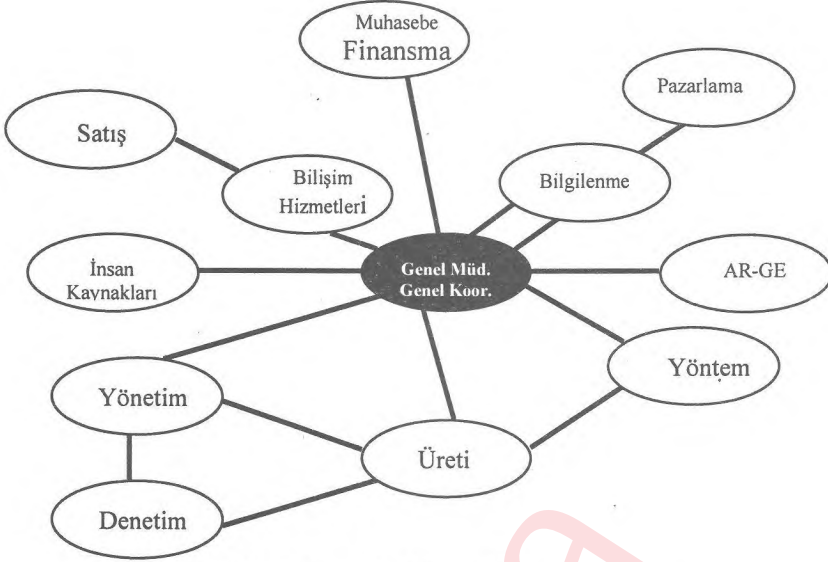 Muhasebe
Finansma
Pazarlama
Satış
Bilişim
Hizmetleri
Bilgilenme
İnsan
Kaynakları
Genel Müd.
Genel Koor.
AR-GE
Yöntem
Yönetim
Üreti
Denetim